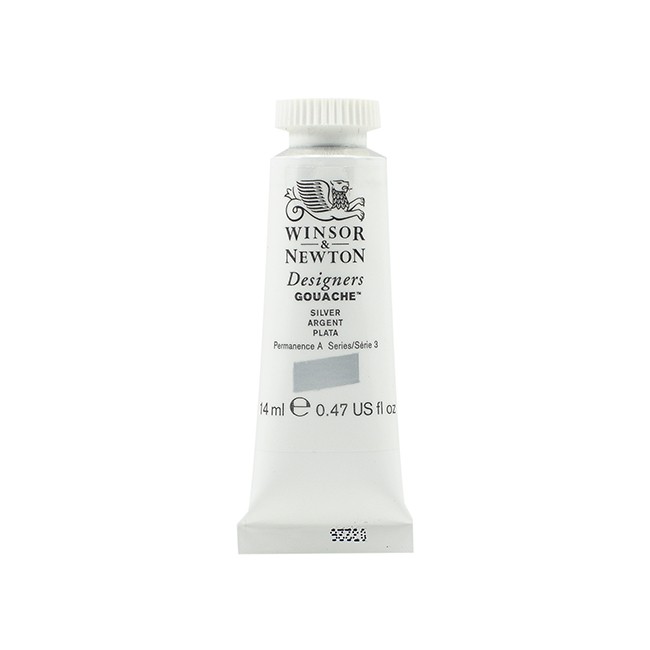 WINSOR
&
NEWTON
Designers
GOUACHE™
SILVER
ARGENT
PLATA
Permanence A Series/Série 3
14 ml ℮ 0.47 US fl oz